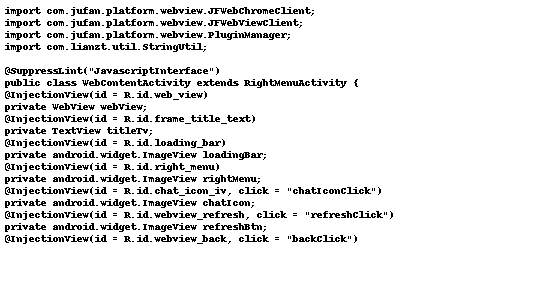 import com.jufan.platform.webview.JFWebChromeClient;
import com.jufan.platform.webview.JFWebViewClient;
import com.jufan.platform.webview.PluginManager;
import com.lianzt.util.StringUtil;

@SuppressLint("JavascriptInterface")
public class WebContentActivity extends RightMenuActivity {
@InjectionView(id = R.id.web_view)
private WebView webView;
@InjectionView(id = R.id.frame_title_text)
private TextView titleTv;
@InjectionView(id = R.id.loading_bar)
private android.widget.ImageView loadingBar;
@InjectionView(id = R.id.right_menu)
private android.widget.ImageView rightMenu;
@InjectionView(id = R.id.chat_icon_iv, click = "chatIconClick")
private android.widget.ImageView chatIcon;
@InjectionView(id = R.id.webview_refresh, click = "refreshClick")
private android.widget.ImageView refreshBtn;
@InjectionView(id = R.id.webview_back, click = "backClick")